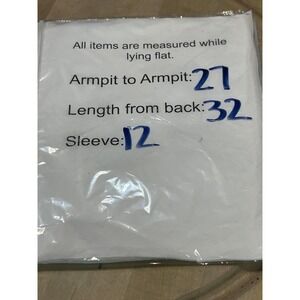 All items are measured while
lying flat.
Armpit to Armpit:27
Length from back:32
Sleeve:12